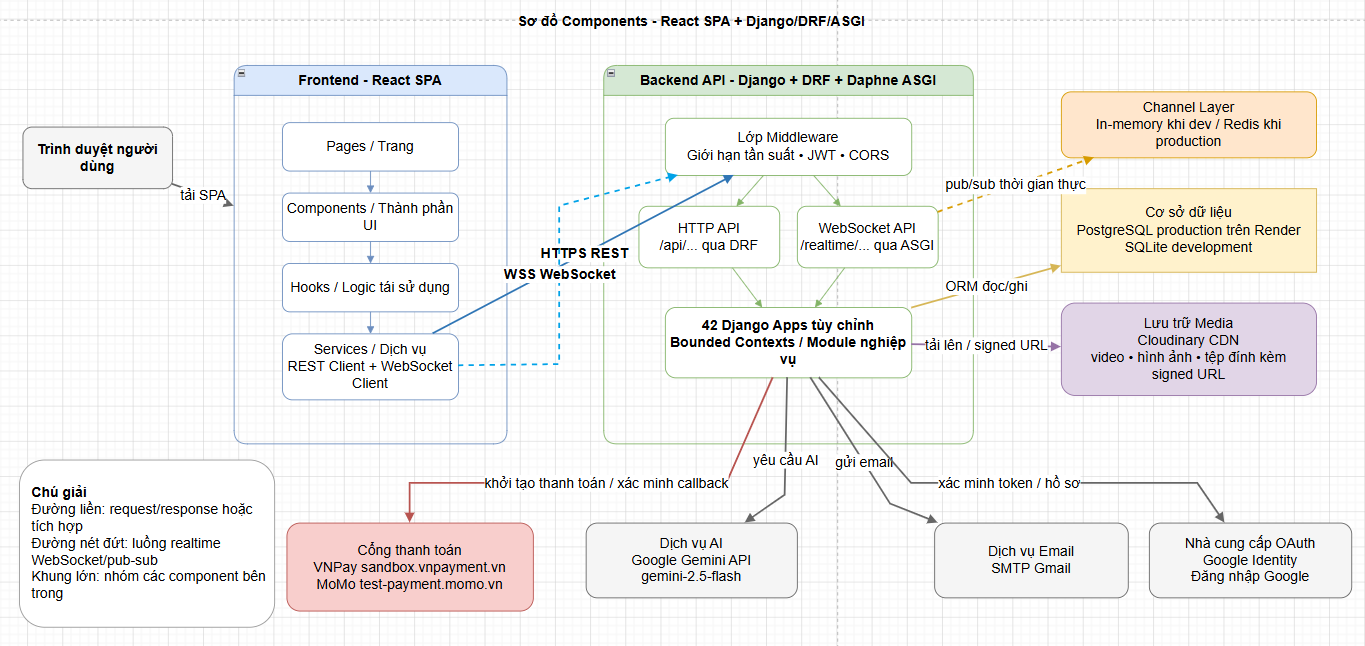 Sơ đồ Components - React SPA + Django/DRF/ASGI
Frontend - React SPA
Backend API - Django + DRF + Daphne ASGI
Trình duyệt người
dùng
tải SPA
Pages / Trang
Components / Thành phần
UI
Hooks / Logic tái sử dụng
Services / Dịch vụ
REST Client + WebSocket
Client
HTTPS REST
WSS WebSocket
Lớp Middleware
Giới hạn tần suất • JWT • CORS
HTTP API
/api/... qua DRF
WebSocket API
/realtime/... qua ASGI
42 Django Apps tùy chỉnh
Bounded Contexts / Module nghiệp
vụ
pub/sub thời gian thực
ORM đọc/ghi
tải lên / signed URL
Channel Layer
In-memory khi dev / Redis khi
production
Cơ sở dữ liệu
PostgreSQL production trên Render
SQLite development
Lưu trữ Media
Cloudinary CDN
video • hình ảnh • tệp đính kèm
signed URL
khởi tạo thanh toán / xác minh callback
yêu cầu AI
gửi email
xác minh token / hồ sơ
Chú giải
Đường liền: request/response hoặc
tích hợp
Đường nét đứt: luồng realtime
WebSocket/pub-sub
Khung lớn: nhóm các component bên
trong
Cổng thanh toán
VNPay sandbox.vnpayment.vn
MoMo test-payment.momo.vn
Dịch vụ AI
Google Gemini API
gemini-2.5-flash
Dịch vụ Email
SMTP Gmail
Nhà cung cấp OAuth
Google Identity
Đăng nhập Google